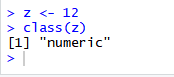 > z <- 12
> class(z)
[1] "numeric"
>